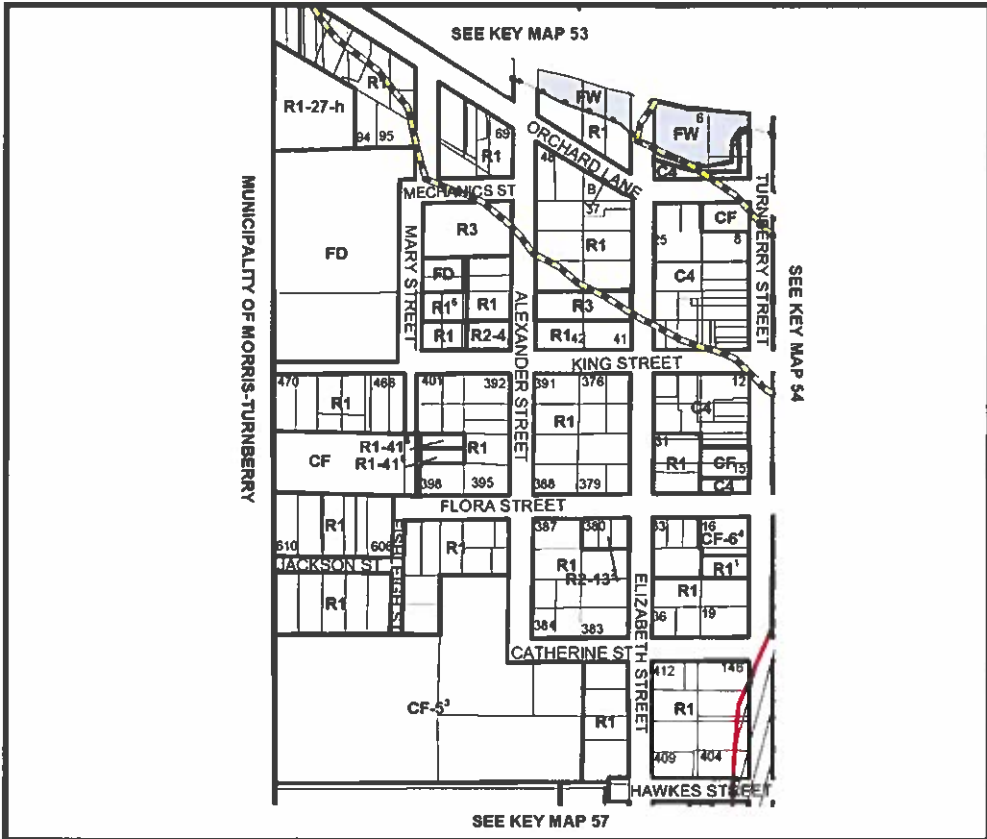 SEE KEY MAP 53
R1
R1-27-h
94 95
69
R1
FW
R1
6
FW
C4
ORCHARD LANE
46
B
37
R1
MECHANICS ST
MUNICIPALITY OF MORRIS-TURNBERRY
FD
MARY STREET
R3
FD
R1⁵
R1
R1
R2-4
ALEXANDER STREET
R3
R1 42 41
25
CF
8
C4
TURNBERRY STREET
SEE KEY MAP 54
KING STREET
470 466
R1
401 392
391 376
R1
12
C4
CF
R1-41
R1-41
R1
398 395
388 379
31
R1
CF 15
C4
FLORA STREET
R1
610 606
JACKSON ST
R1
R1
387 380
R1
R2-13
384 383
ELIZABETH STREET
33 16
CF-6⁴
R1¹
R1
36 19
CATHERINE ST
CF-5³
R1
412 146
R1
409 404
HAWKES STREET
SEE KEY MAP 57